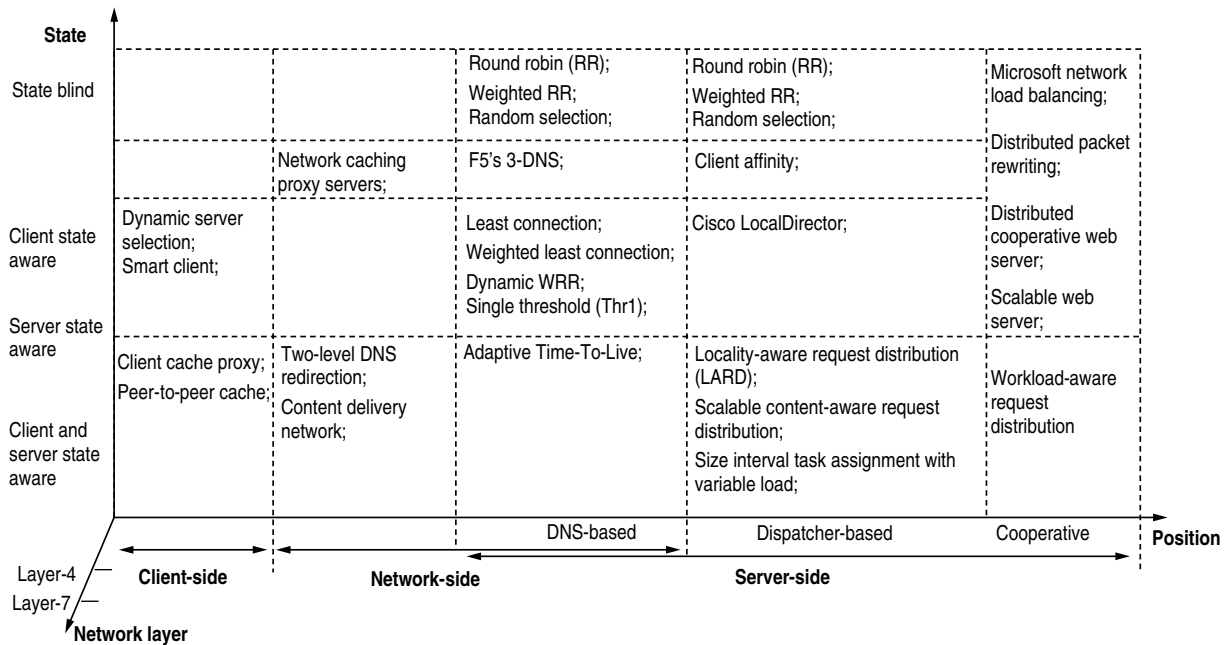 State
State blind
Client state
aware
Server state
aware
Client and
server state
aware
Dynamic server
selection;
Smart client;
Client cache proxy;
Peer-to-peer cache;
Network caching
proxy servers;
Two-level DNS
redirection;
Content delivery
network;
Round robin (RR);
Weighted RR;
Random selection;
F5's 3-DNS;
Least connection;
Weighted least connection;
Dynamic WRR;
Single threshold (Thr1);
Adaptive Time-To-Live;
Round robin (RR);
Weighted RR;
Random selection;
Client affinity;
Cisco LocalDirector;
Locality-aware request distribution
(LARD);
Scalable content-aware request
distribution;
Size interval task assignment with
variable load;
Microsoft network
load balancing;
Distributed packet
rewriting;
Distributed
cooperative web
server;
Scalable web
server;
Workload-aware
request
distribution
DNS-based
Dispatcher-based
Cooperative
Position
Client-side
Network-side
Server-side
Layer-4
Layer-7
Network layer